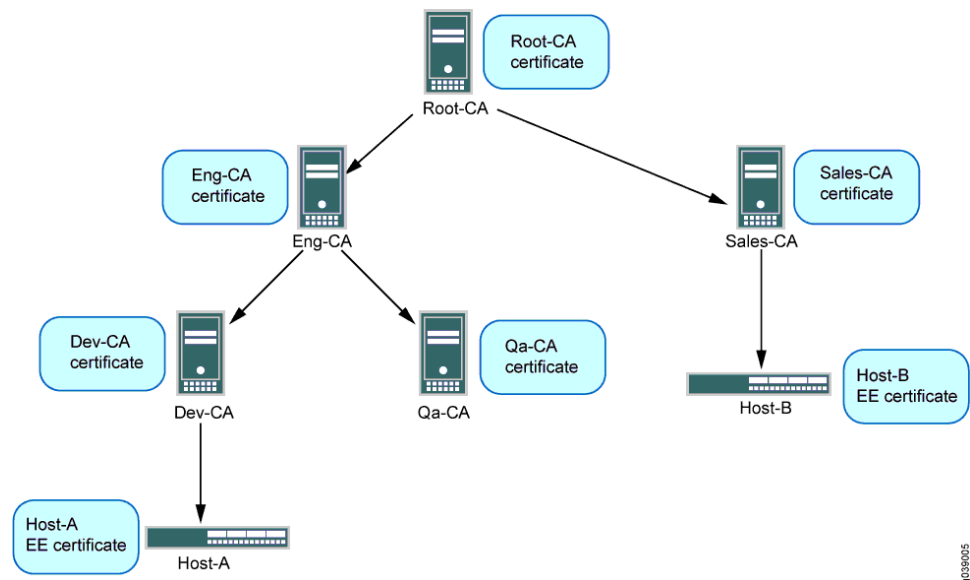 Root-CA
certificate
Root-CA
Eng-CA
certificate
Eng-CA
Sales-CA
certificate
Sales-CA
Dev-CA
certificate
Dev-CA
Qa-CA
certificate
Qa-CA
Host-B
Host-B
EE certificate
Host-A
EE certificate
Host-A
g039005